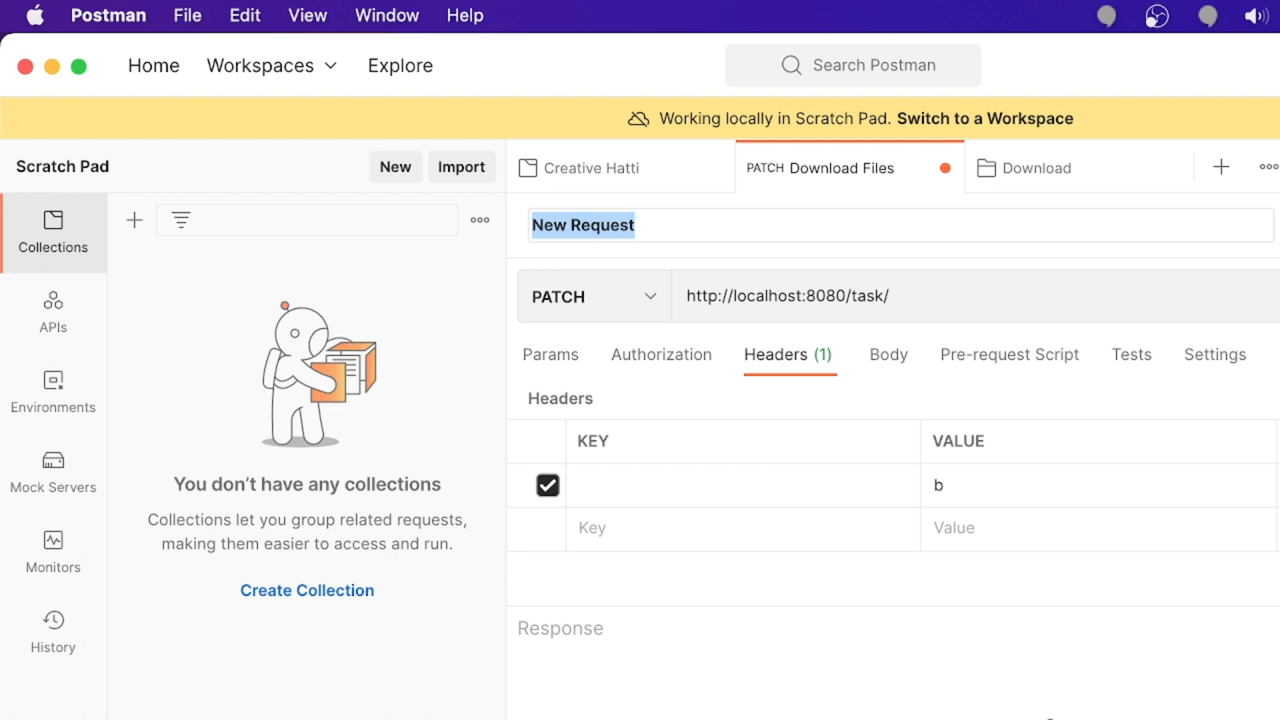 Postman File Edit View Window Help
Home Workspaces Explore Search Postman
Working locally in Scratch Pad. Switch to a Workspace
Scratch Pad New Import
Creative Hatti PATCH Download Files Download
Collections
APIs
Environments
Mock Servers
Monitors
History
You don't have any collections
Collections let you group related requests,
making them easier to access and run.
Create Collection
New Request
PATCH http://localhost:8080/task/
Params Authorization Headers (1) Body Pre-request Script Tests Settings
Headers
KEY VALUE
b
Key Value
Response